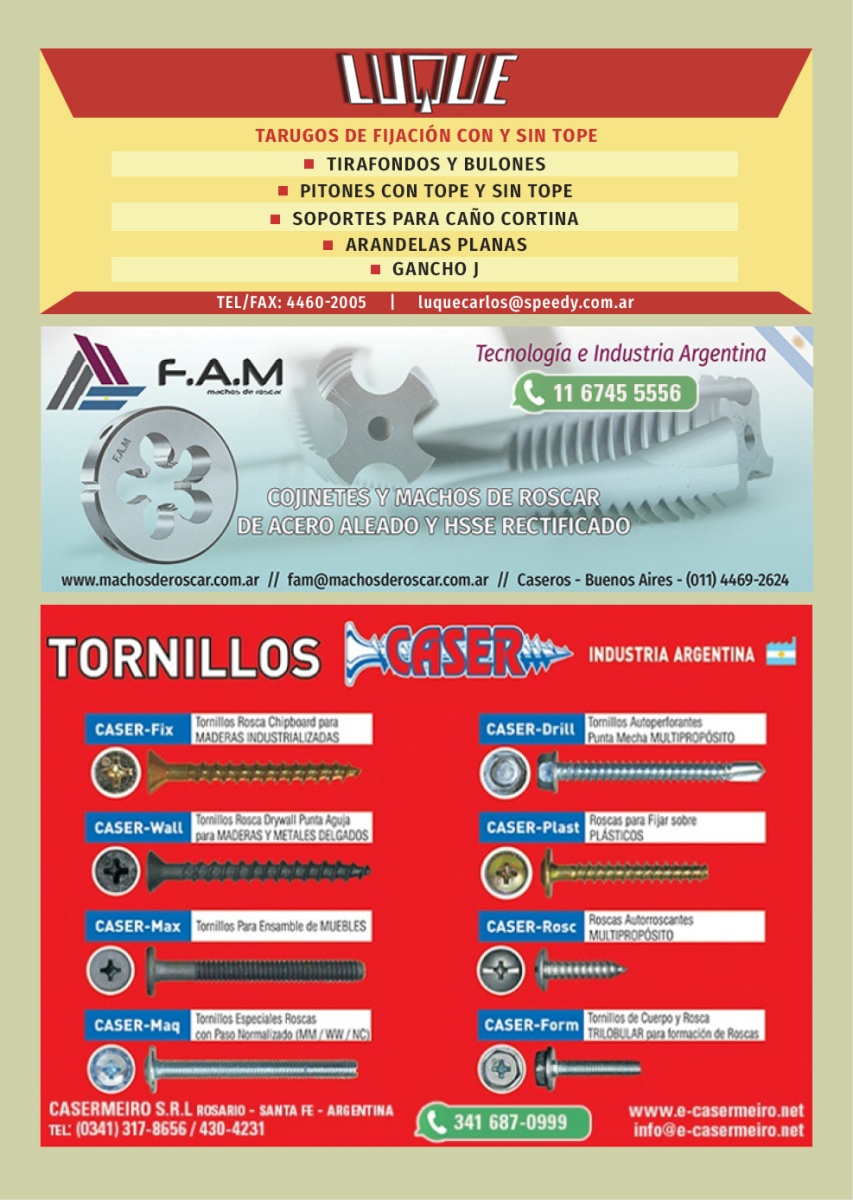 LUQUE
TARUGOS DE FIJACIÓN CON Y SIN TOPE
TIRAFONDOS Y BULONES
PITONES CON TOPE Y SIN TOPE
SOPORTES PARA CAÑO CORTINA
ARANDELAS PLANAS
GANCHO J
TEL/FAX: 4460-2005 | luquecarlos@speedy.com.ar
F.A.M
machos de roscar
Tecnología e Industria Argentina
11 6745 5556
F.A.M
COJINETES Y MACHOS DE ROSCAR
DE ACERO ALEADO Y HSSE RECTIFICADO
www.machosderoscar.com.ar // fam@machosderoscar.com.ar // Caseros - Buenos Aires - (011) 4469-2624
TORNILLOS CASER INDUSTRIA ARGENTINA
CASER-Fix
Tornillos Rosca Chipboard para
MADERAS INDUSTRIALIZADAS
CASER-Wall
Tornillos Rosca Drywall Punta Aguja
para MADERAS Y METALES DELGADOS
CASER-Max
Tornillos Para Ensamble de MUEBLES
CASER-Maq
Tornillos Especiales Roscas
con Paso Normalizado (MM / WW / NC)
CASER-Drill
Tornillos Autoperforantes
Punta Mecha MULTIPROPÓSITO
CASER-Plast
Roscas para Fijar sobre
PLÁSTICOS
CASER-Rosc
Roscas Autorroscantes
MULTIPROPÓSITO
CASER-Form
Tornillos de Cuerpo y Rosca
TRILOBULAR para formación de Roscas
CASERMEIRO S.R.L ROSARIO - SANTA FE - ARGENTINA
TEL: (0341) 317-8656 / 430-4231
341 687-0999
www.e-casermeiro.net
info@e-casermeiro.net